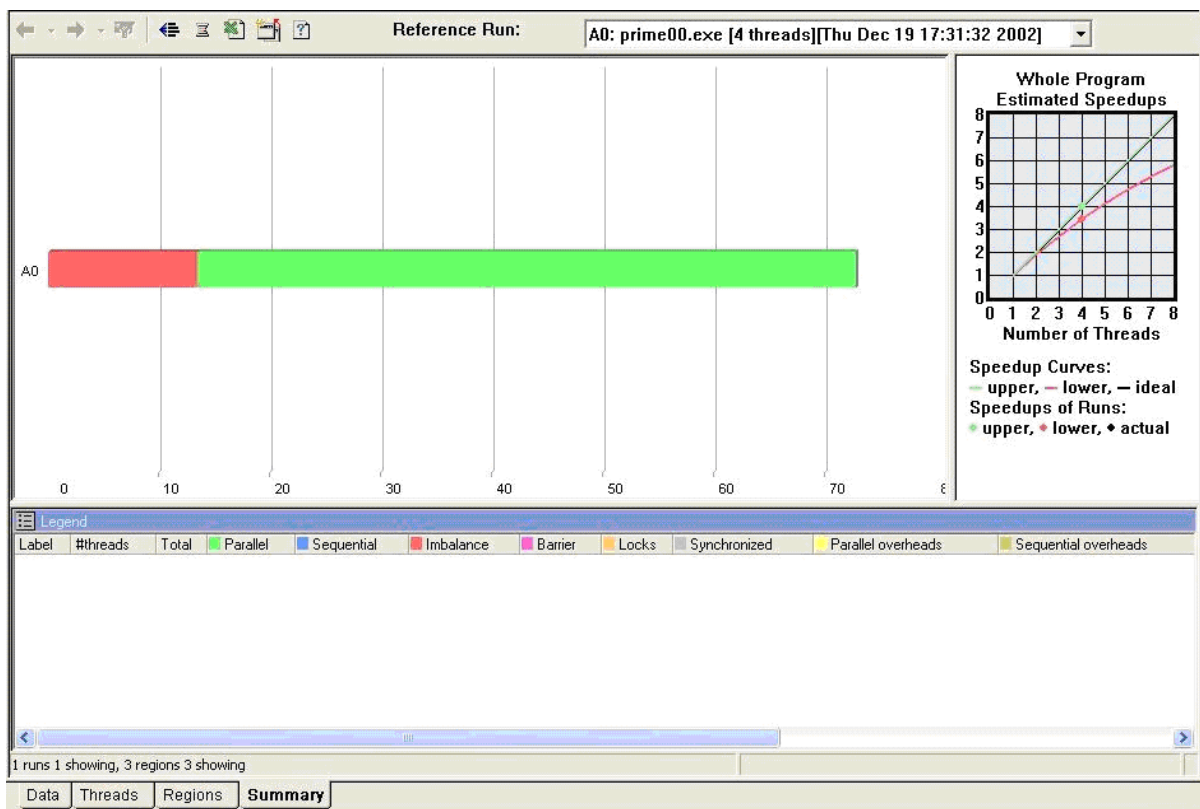 Reference Run:
A0: prime00.exe [4 threads][Thu Dec 19 17:31:32 2002]
A0
0 10 20 30 40 50 60 70 8
Whole Program
Estimated Speedups
8
7
6
5
4
3
2
1
0
0 1 2 3 4 5 6 7 8
Number of Threads
Speedup Curves:
upper, lower, ideal
Speedups of Runs:
upper, lower, actual
Legend
Label #threads Total Parallel Sequential Imbalance Barrier Locks Synchronized Parallel overheads Sequential overheads
1 runs 1 showing, 3 regions 3 showing
Data Threads Regions Summary